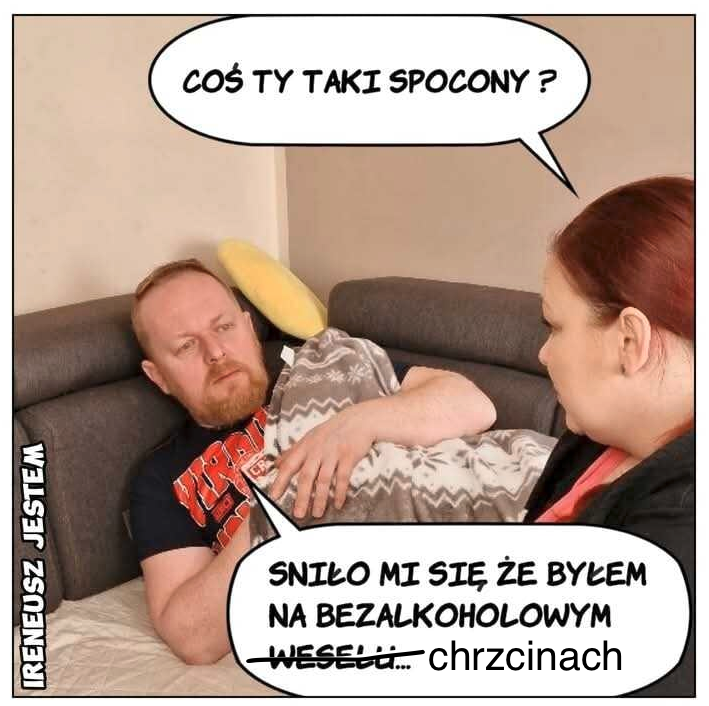 COŚ TY TAKI SPOCONY ?
SNIŁO MI SIĘ ŻE BYŁEM
NA BEZALKOHOLOWYM
WESELU... chrzcinach
IRENEUSZ JESTEM